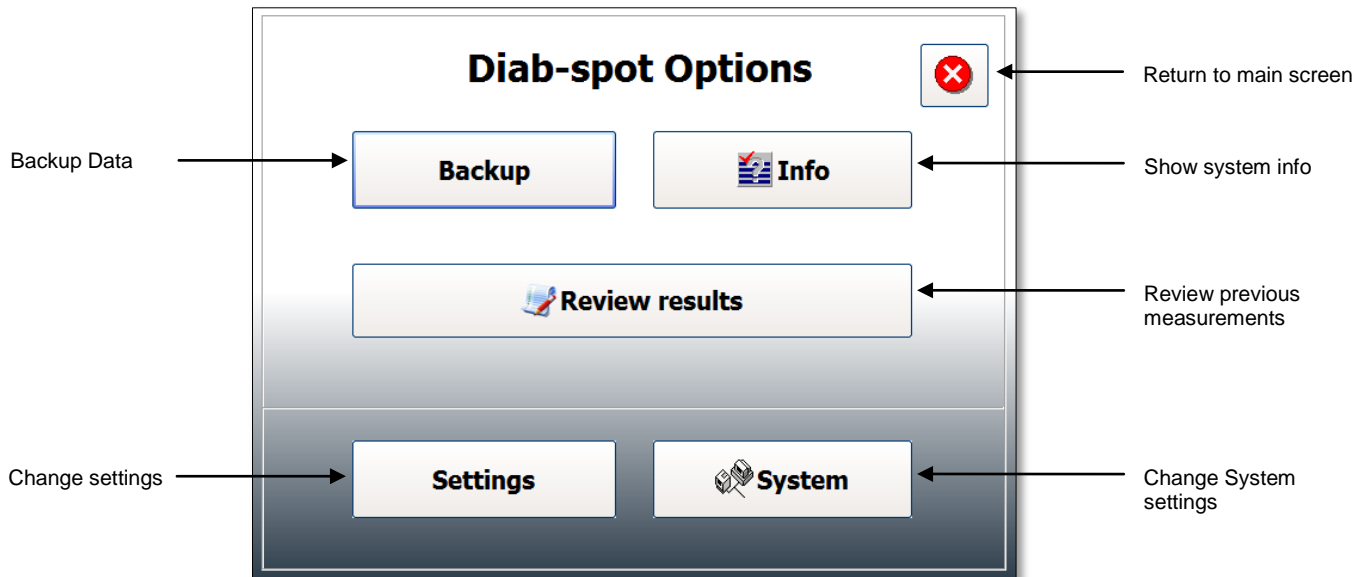 Diab-spot Options
Return to main screen
Backup Data
Backup
Info
Show system info
Review results
Review previous
measurements
Change settings
Settings
System
Change System
settings